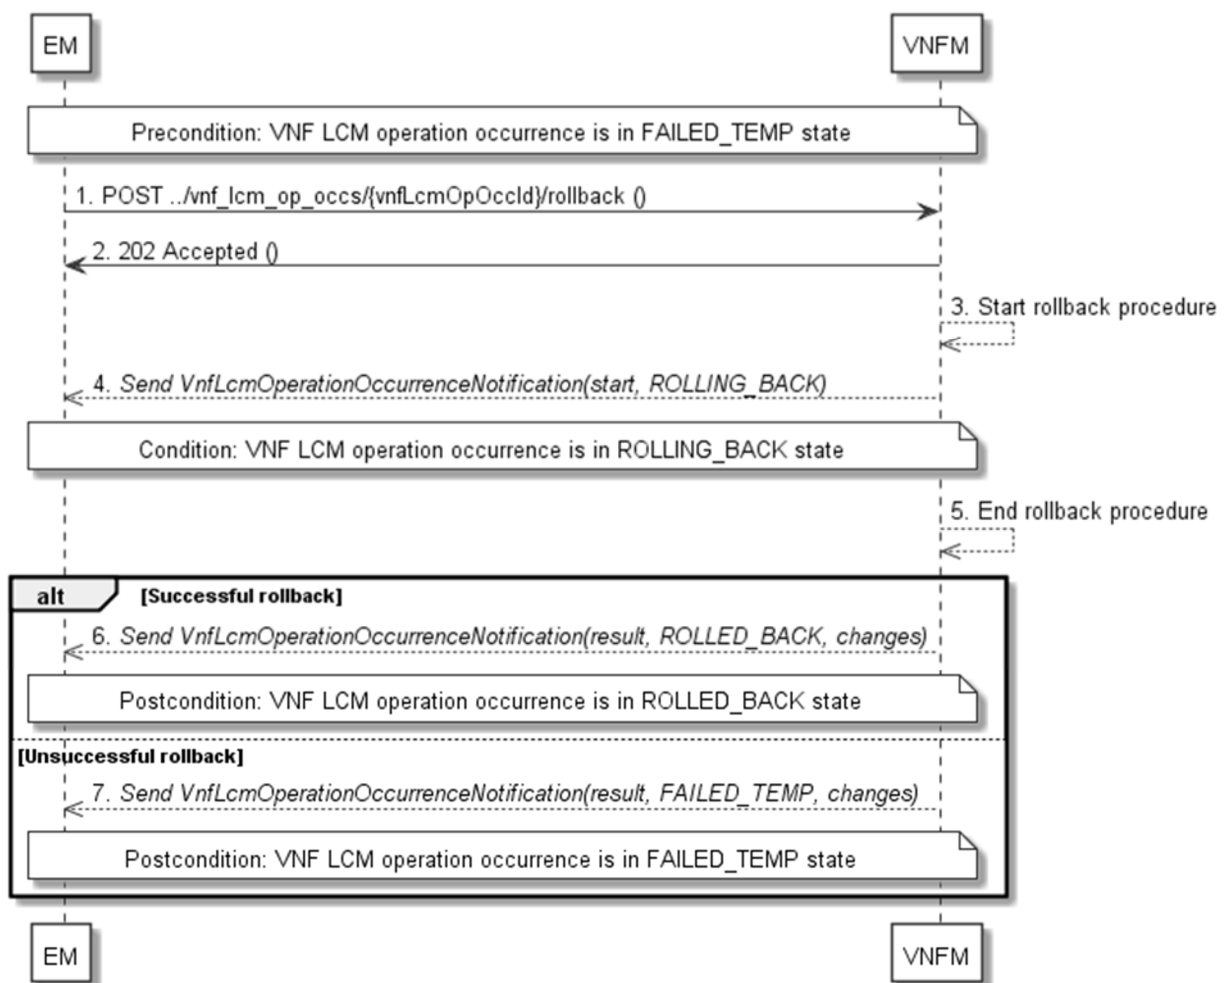 EM VNFM
Precondition: VNF LCM operation occurrence is in FAILED_TEMP state
1. POST ../vnf_lcm_op_occs/{vnfLcmOpOccId}/rollback ()
2. 202 Accepted ()
3. Start rollback procedure
4. Send VnfLcmOperationOccurrenceNotification(start, ROLLING_BACK)
Condition: VNF LCM operation occurrence is in ROLLING_BACK state
5. End rollback procedure
alt [Successful rollback]
6. Send VnfLcmOperationOccurrenceNotification(result, ROLLED_BACK, changes)
Postcondition: VNF LCM operation occurrence is in ROLLED_BACK state
[Unsuccessful rollback]
7. Send VnfLcmOperationOccurrenceNotification(result, FAILED_TEMP, changes)
Postcondition: VNF LCM operation occurrence is in FAILED_TEMP state
EM VNFM